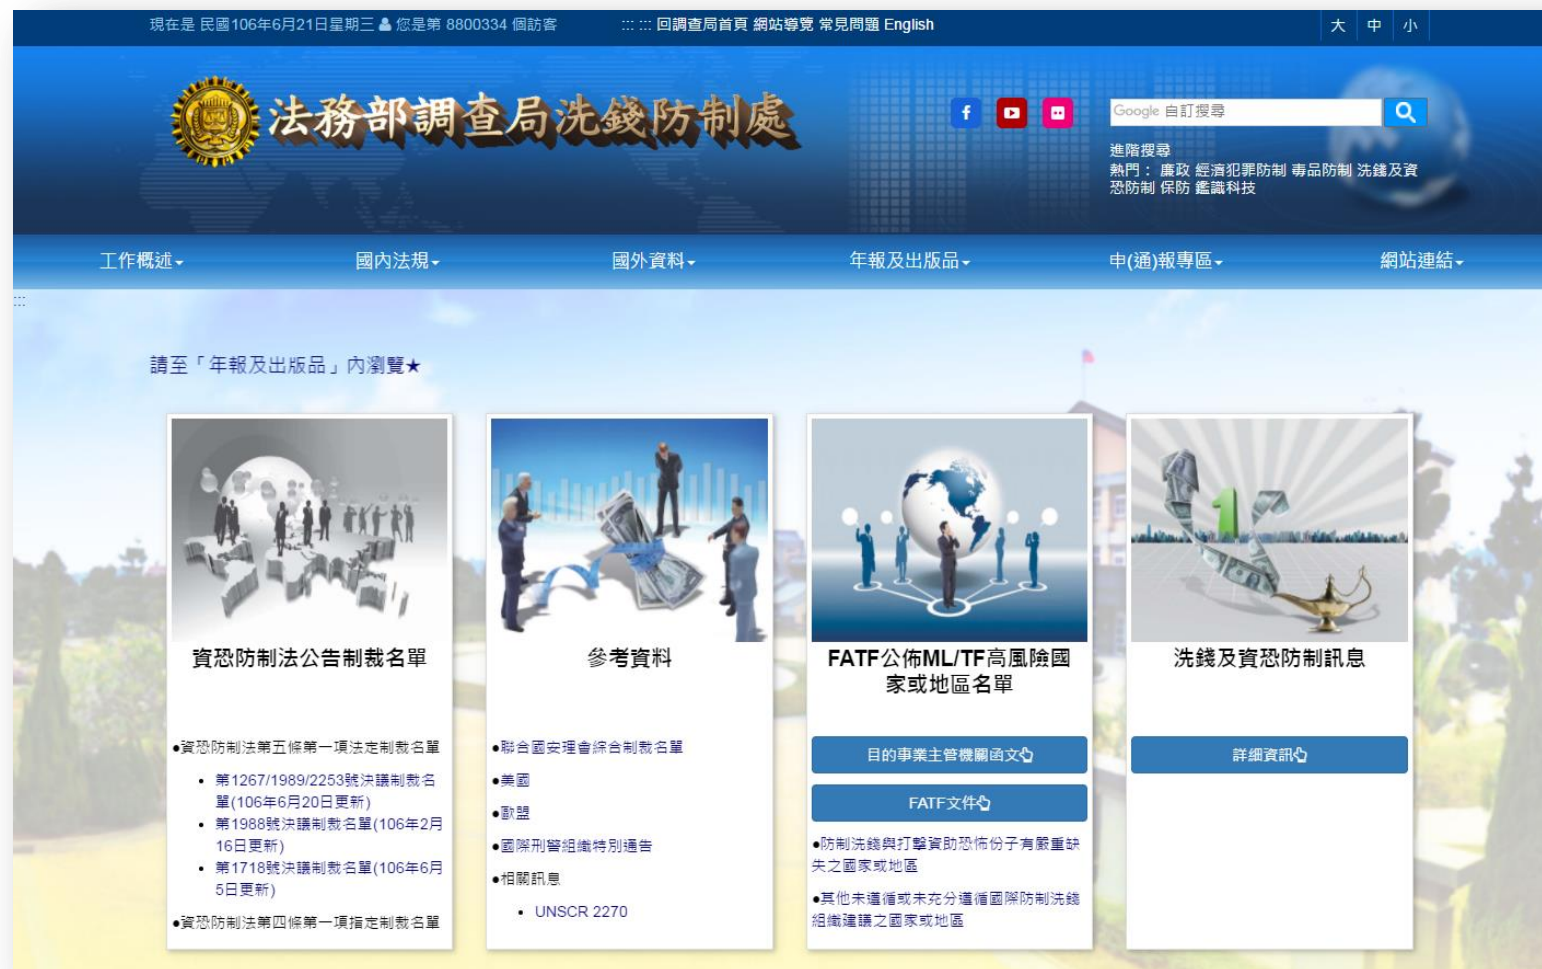 現在是 民國106年6月21日星期三 您是第 8800334 個訪客
::: ::: 回調查局首頁 網站導覽 常見問題 English
大 中 小
法務部調查局洗錢防制處
Google 自訂搜尋
進階搜尋
熱門： 廉政 經濟犯罪防制 毒品防制 洗錢及資
恐防制 保防 鑑識科技
工作概述 國內法規 國外資料 年報及出版品 申(通)報專區 網站連結
:::
請至「年報及出版品」內瀏覽★
資恐防制法公告制裁名單
●資恐防制法第五條第一項法定制裁名單
• 第1267/1989/2253號決議制裁名
單(106年6月20日更新)
• 第1988號決議制裁名單(106年2月
16日更新)
• 第1718號決議制裁名單(106年6月
5日更新)
●資恐防制法第四條第一項指定制裁名單
參考資料
●聯合國安理會綜合制裁名單
●美國
●歐盟
●國際刑警組織特別通告
●相關訊息
• UNSCR 2270
FATF公佈ML/TF高風險國
家或地區名單
目的事業主管機關函文
FATF文件
●防制洗錢與打擊資助恐怖份子有嚴重缺
失之國家或地區
●其他未遵循或未充分遵循國際防制洗錢
組織建議之國家或地區
洗錢及資恐防制訊息
詳細資訊